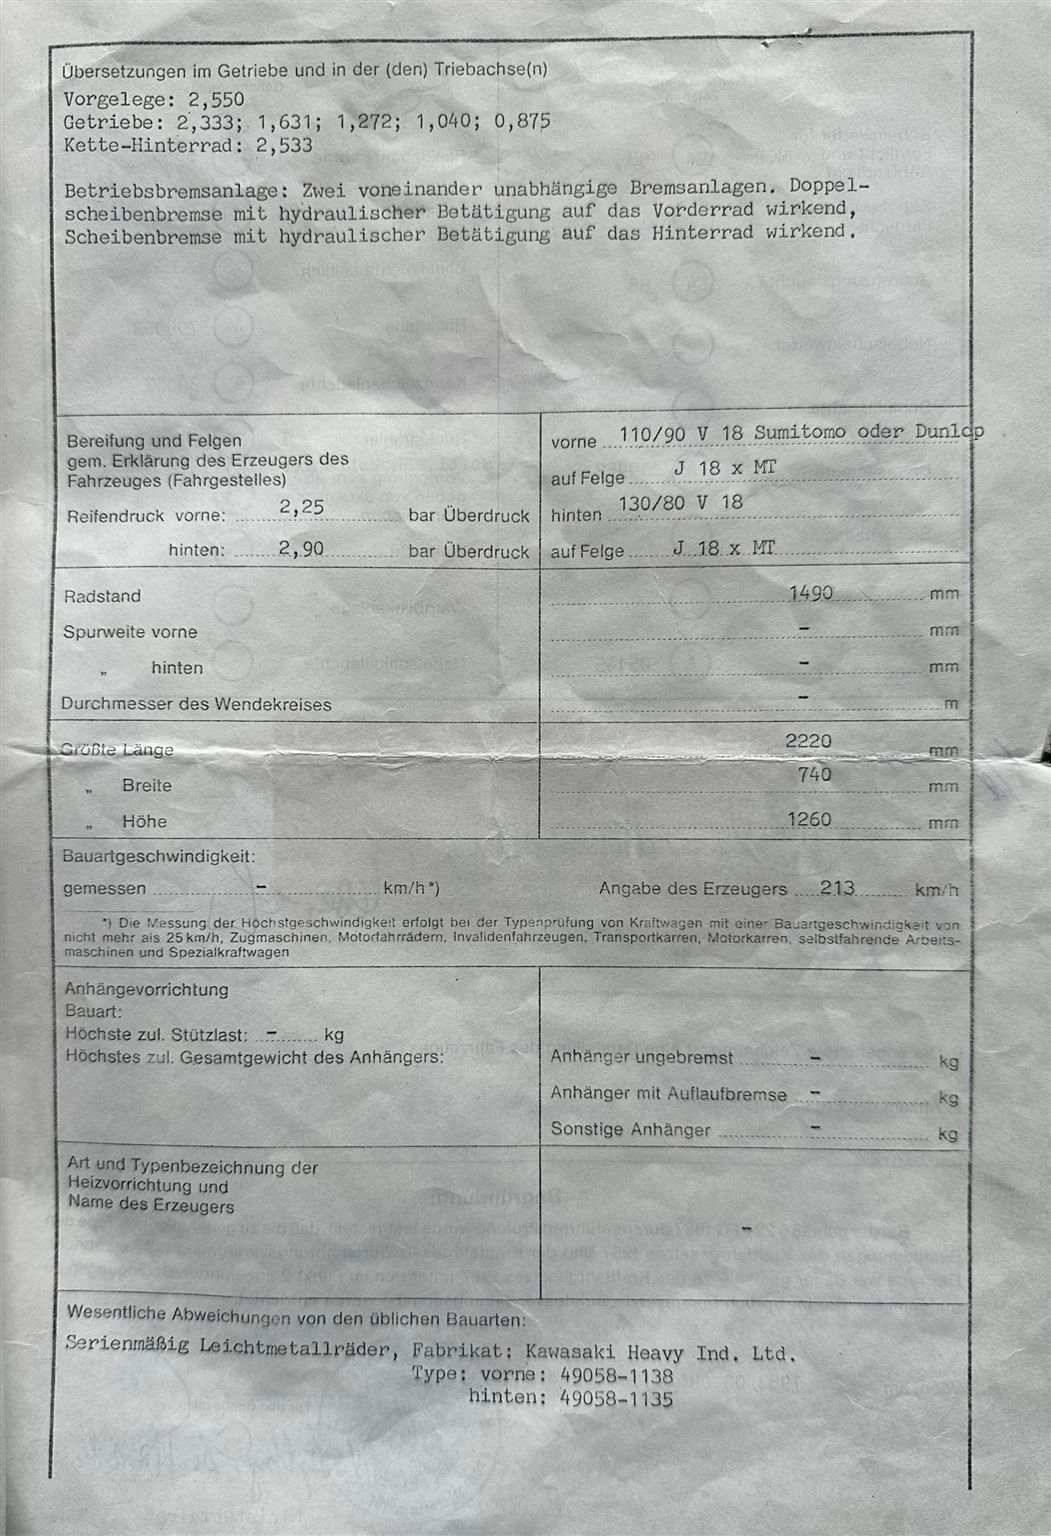 Übersetzungen im Getriebe und in der (den) Triebachse(n)
Vorgelege: 2,550
Getriebe: 2,333; 1,631; 1,272; 1,040; 0,875
Kette-Hinterrad: 2,533
Betriebsbremsanlage: Zwei voneinander unabhängige Bremsanlagen. Doppel-
scheibenbremse mit hydraulischer Betätigung auf das Vorderrad wirkend,
Scheibenbremse mit hydraulischer Betätigung auf das Hinterrad wirkend.
Bereifung und Felgen
gem. Erklärung des Erzeugers des
Fahrzeuges (Fahrgestelles)
Reifendruck vorne: 2,25 bar Überdruck
hinten: 2,90 bar Überdruck
vorne 110/90 V 18 Sumitomo oder Dunlop
auf Felge J 18 x MT
hinten 130/80 V 18
auf Felge J 18 x MT
Radstand 1490 mm
Spurweite vorne - mm
„ hinten - mm
Durchmesser des Wendekreises - m
Größte Länge 2220 mm
„ Breite 740 mm
„ Höhe 1260 mm
Bauartgeschwindigkeit:
gemessen - km/h*) Angabe des Erzeugers 213 km/h
*) Die Messung der Höchstgeschwindigkeit erfolgt bei der Typenprüfung von Kraftwagen mit einer Bauartgeschwindigkeit von
nicht mehr als 25 km/h, Zugmaschinen, Motorfahrrädern, Invalidenfahrzeugen, Transportkarren, Motorkarren, selbstfahrende Arbeits-
maschinen und Spezialkraftwagen
Anhängevorrichtung
Bauart:
Höchste zul. Stützlast: - kg
Höchstes zul. Gesamtgewicht des Anhängers:
Anhänger ungebremst - kg
Anhänger mit Auflaufbremse - kg
Sonstige Anhänger - kg
Art und Typenbezeichnung der
Heizvorrichtung und
Name des Erzeugers
-
Wesentliche Abweichungen von den üblichen Bauarten:
Serienmäßig Leichtmetallräder, Fabrikat: Kawasaki Heavy Ind. Ltd.
Type: vorne: 49058-1138
hinten: 49058-1135